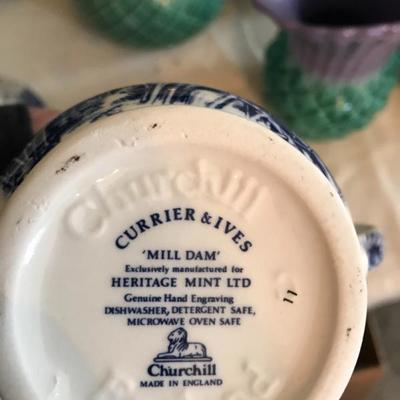 Churchill
CURRIER & IVES
'MILL DAM'
Exclusively manufactured for
HERITAGE MINT LTD
Genuine Hand Engraving
DISHWASHER, DETERGENT SAFE,
MICROWAVE OVEN SAFE
11
Churchill
MADE IN ENGLAND